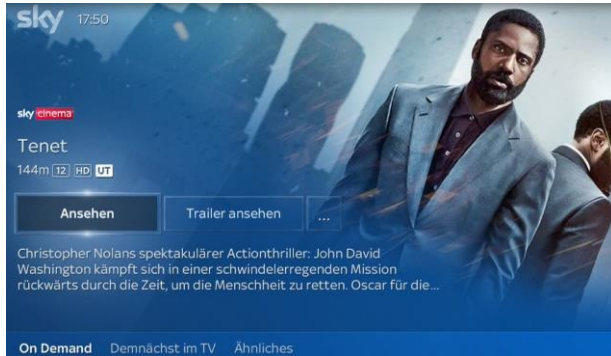 sky 17:50
sky cinema
Tenet
144m 12 HD UT
Ansehen Trailer ansehen ...
Christopher Nolans spektakulärer Actionthriller: John David
Washington kämpft sich in einer schwindelerregenden Mission
rückwärts durch die Zeit, um die Menschheit zu retten. Oscar für die...
On Demand Demnächst im TV Ähnliches